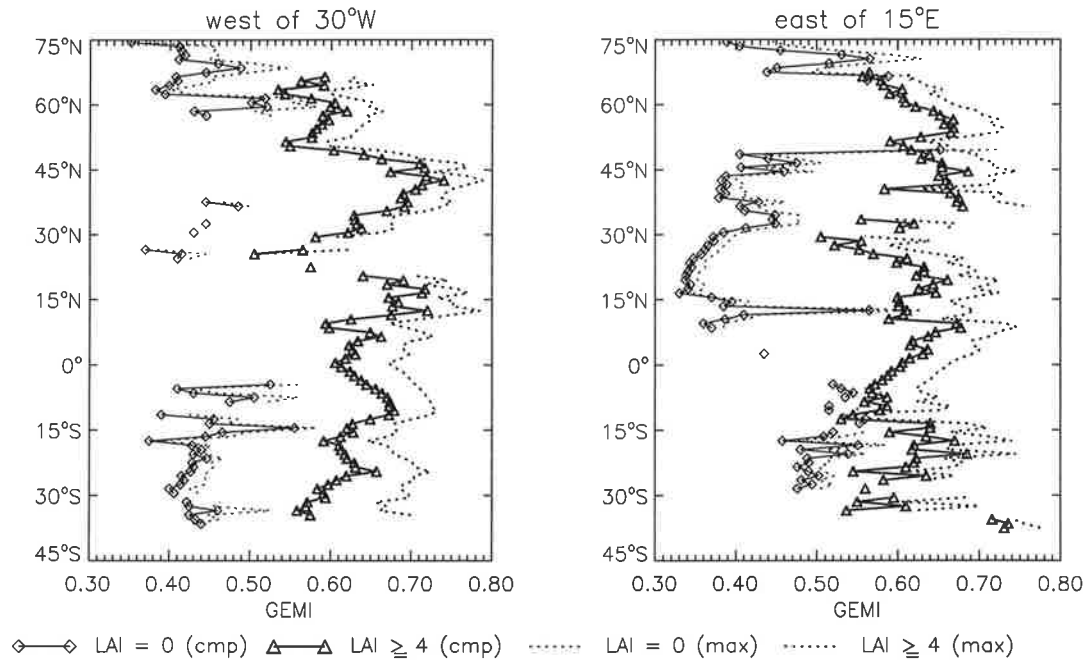 west of 30°W
east of 15°E
75°N
60°N
45°N
30°N
15°N
0°
15°S
30°S
45°S
0.30 0.40 0.50 0.60 0.70 0.80
GEMI
75°N
60°N
45°N
30°N
15°N
0°
15°S
30°S
45°S
0.30 0.40 0.50 0.60 0.70 0.80
GEMI
LAI = 0 (cmp) LAI ≧ 4 (cmp) LAI = 0 (max) LAI ≧ 4 (max)